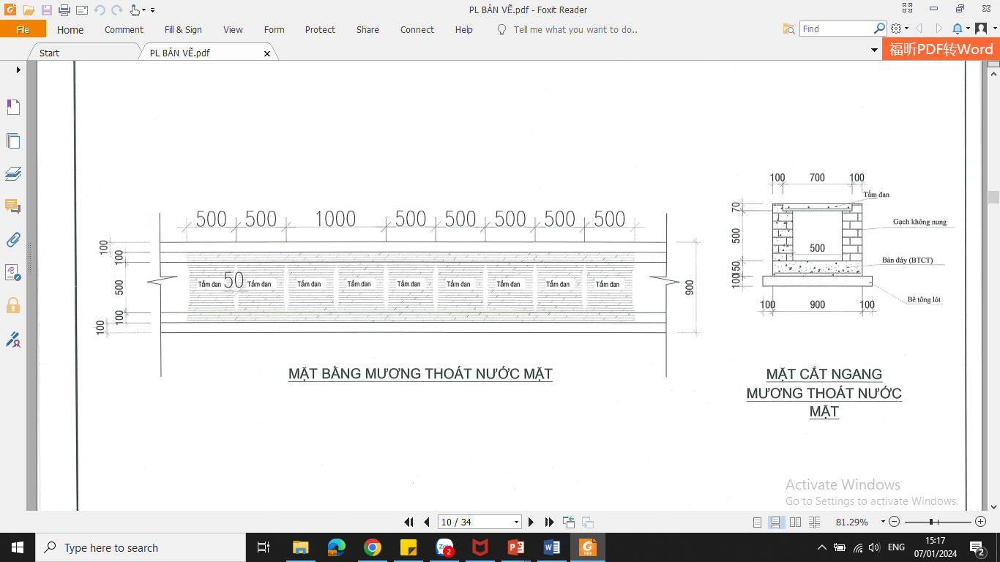 PL BẢN VẼ.pdf - Foxit Reader
File Home Comment Fill & Sign View Form Protect Share Connect Help Tell me what you want to do.. Find
Start PL BẢN VẼ.pdf 福昕PDF转Word
500 500 1000 500 500 500 500 500
100
100
500
100
100
900
50
Tấm đan Tấm đan Tấm đan Tấm đan Tấm đan Tấm đan Tấm đan Tấm đan Tấm đan
MẶT BẰNG MƯƠNG THOÁT NƯỚC MẶT
100 700 100
Tấm đan
70
Gạch không nung
500
500
Bản đáy (BTCT)
150
100
Bê tông lót
100 900 100
MẶT CẮT NGANG
MƯƠNG THOÁT NƯỚC
MẶT
Activate Windows
Go to Settings to activate Windows.
10 / 34 81.29%
Type here to search
2
ENG
15:17
07/01/2024
2